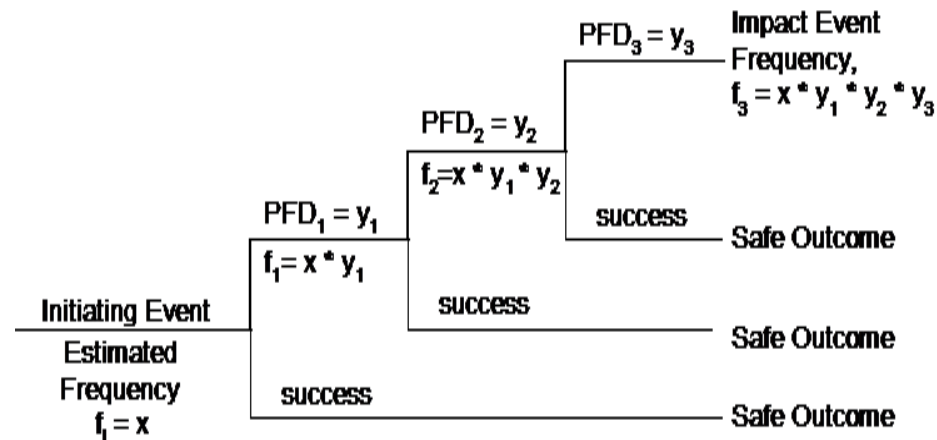 Impact Event
Frequency,
f₃ = x * y₁ * y₂ * y₃
PFD₃ = y₃
PFD₂ = y₂
f₂=x * y₁ * y₂
success
Safe Outcome
PFD₁ = y₁
f₁= x * y₁
success
Safe Outcome
Initiating Event
Estimated
Frequency
fᵢ = x
success
Safe Outcome